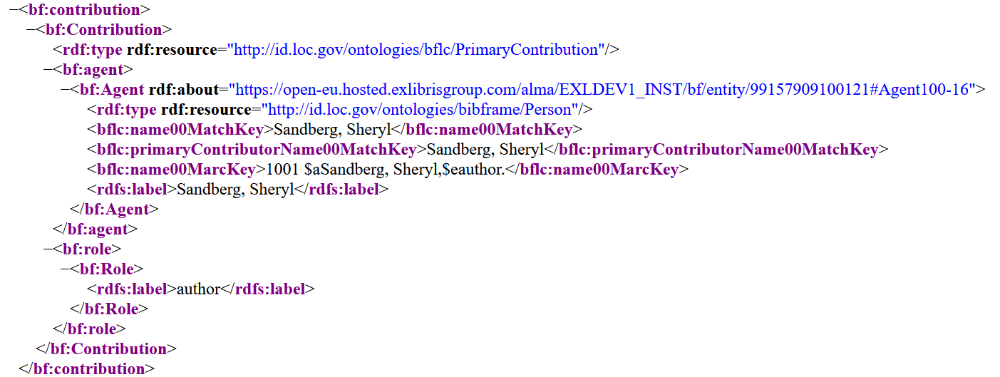 −<bf:contribution>
−<bf:Contribution>
<rdf:type rdf:resource="http://id.loc.gov/ontologies/bflc/PrimaryContribution"/>
−<bf:agent>
−<bf:Agent rdf:about="https://open-eu.hosted.exlibrisgroup.com/alma/EXLDEV1_INST/bf/entity/99157909100121#Agent100-16">
<rdf:type rdf:resource="http://id.loc.gov/ontologies/bibframe/Person"/>
<bflc:name00MatchKey>Sandberg, Sheryl</bflc:name00MatchKey>
<bflc:primaryContributorName00MatchKey>Sandberg, Sheryl</bflc:primaryContributorName00MatchKey>
<bflc:name00MarcKey>1001 $aSandberg, Sheryl,$eauthor.</bflc:name00MarcKey>
<rdfs:label>Sandberg, Sheryl</rdfs:label>
</bf:Agent>
</bf:agent>
−<bf:role>
−<bf:Role>
<rdfs:label>author</rdfs:label>
</bf:Role>
</bf:role>
</bf:Contribution>
</bf:contribution>